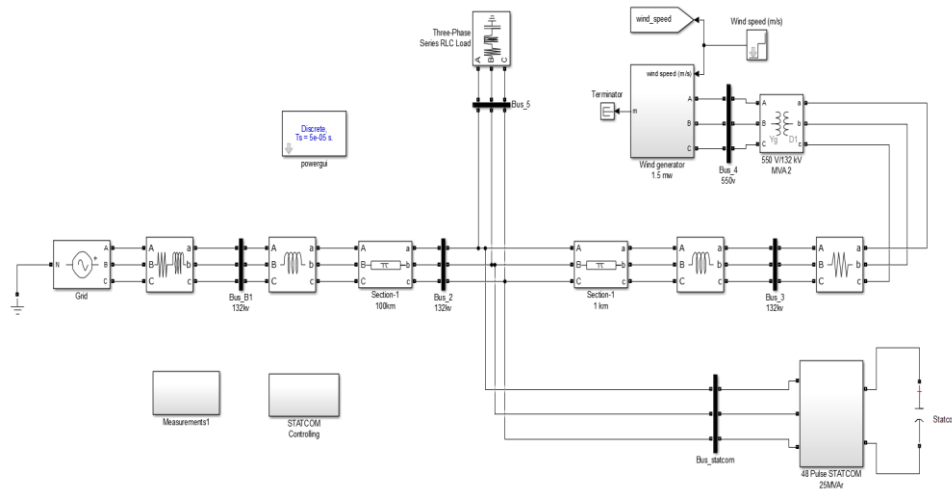 Three-Phase
Series RLC Load
A B C
Bus_5
wind_speed
Wind speed (m/s)
wind speed (m/s)
Terminator
m
A
B
C
Wind generator
1.5 mw
Bus_4
550v
A a
B b
C c
Yg D1
550 V/132 kV
MVA 2
Discrete,
Ts = 5e-05 s.
powergui
N A
B
C
Grid
A a
B b
C c
Bus_B1
132kv
A a
B b
C c
A a
B b
C c
Section-1
100km
Bus_2
132kv
A a
B b
C c
Section-1
1 km
A a
B b
C c
Bus_3
132kv
A a
B b
C c
Measurements1
STATCOM
Controlling
Bus_statcom
48 Pulse STATCOM
25MVAr
+
Statco